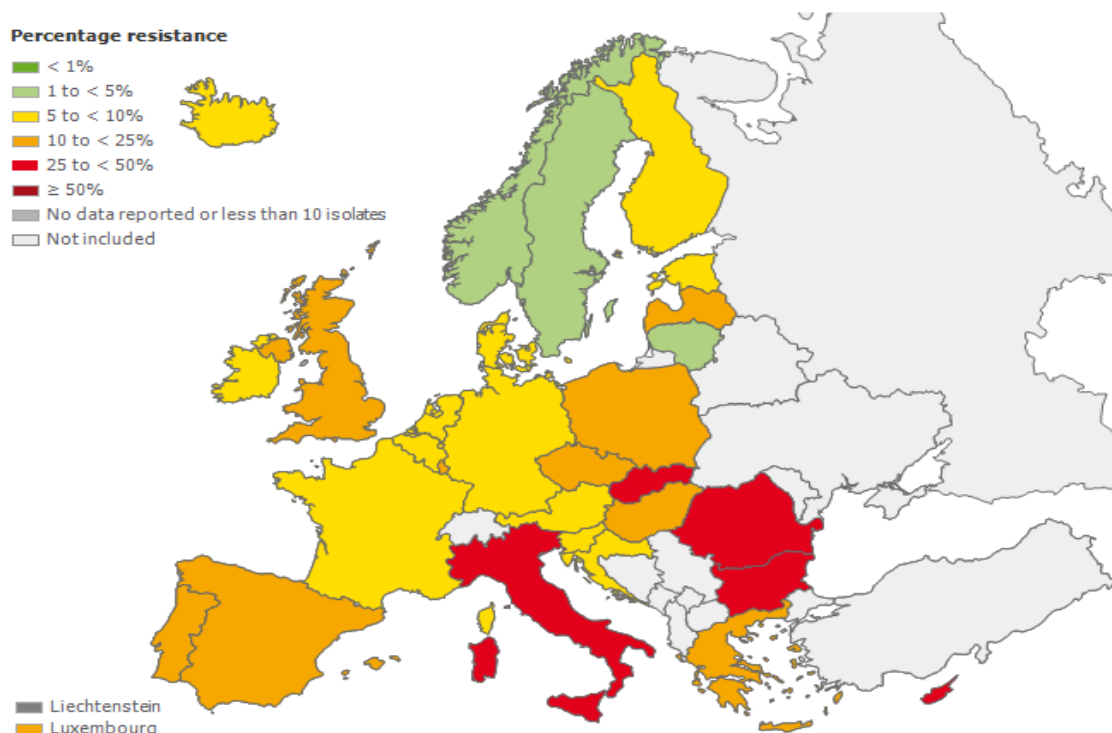 Percentage resistance
< 1%
1 to < 5%
5 to < 10%
10 to < 25%
25 to < 50%
≥ 50%
No data reported or less than 10 isolates
Not included
Liechtenstein
Luxembourg